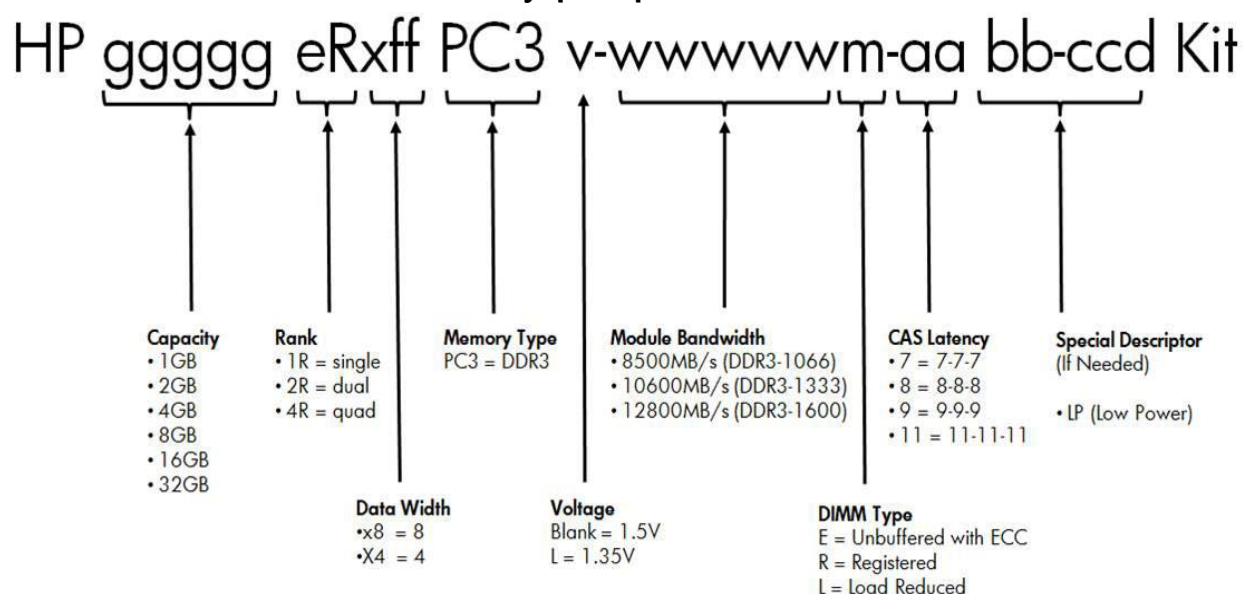 HP ggggg eRxff PC3 v-wwwwwm-aa bb-ccd Kit
Capacity
• 1GB
• 2GB
• 4GB
• 8GB
• 16GB
• 32GB
Rank
• 1R = single
• 2R = dual
• 4R = quad
Memory Type
PC3 = DDR3
Module Bandwidth
• 8500MB/s (DDR3-1066)
• 10600MB/s (DDR3-1333)
• 12800MB/s (DDR3-1600)
CAS Latency
• 7 = 7-7-7
• 8 = 8-8-8
• 9 = 9-9-9
• 11 = 11-11-11
Special Descriptor
(If Needed)
• LP (Low Power)
Data Width
•x8 = 8
•X4 = 4
Voltage
Blank = 1.5V
L = 1.35V
DIMM Type
E = Unbuffered with ECC
R = Registered
L = Load Reduced